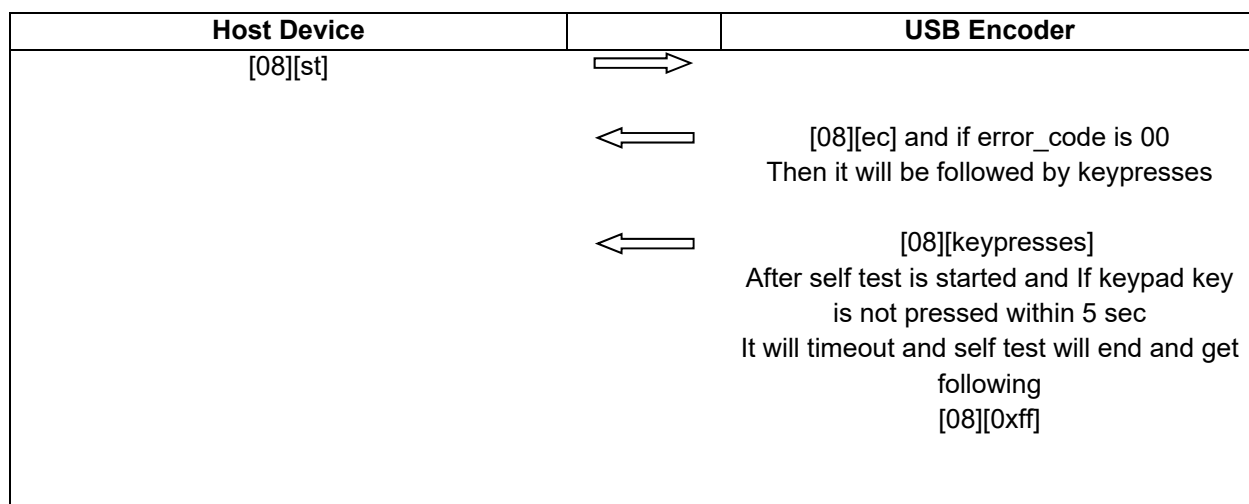 Host Device
USB Encoder
[08][st]
[08][ec] and if error_code is 00
Then it will be followed by keypresses
[08][keypresses]
After self test is started and If keypad key
is not pressed within 5 sec
It will timeout and self test will end and get
following
[08][0xff]